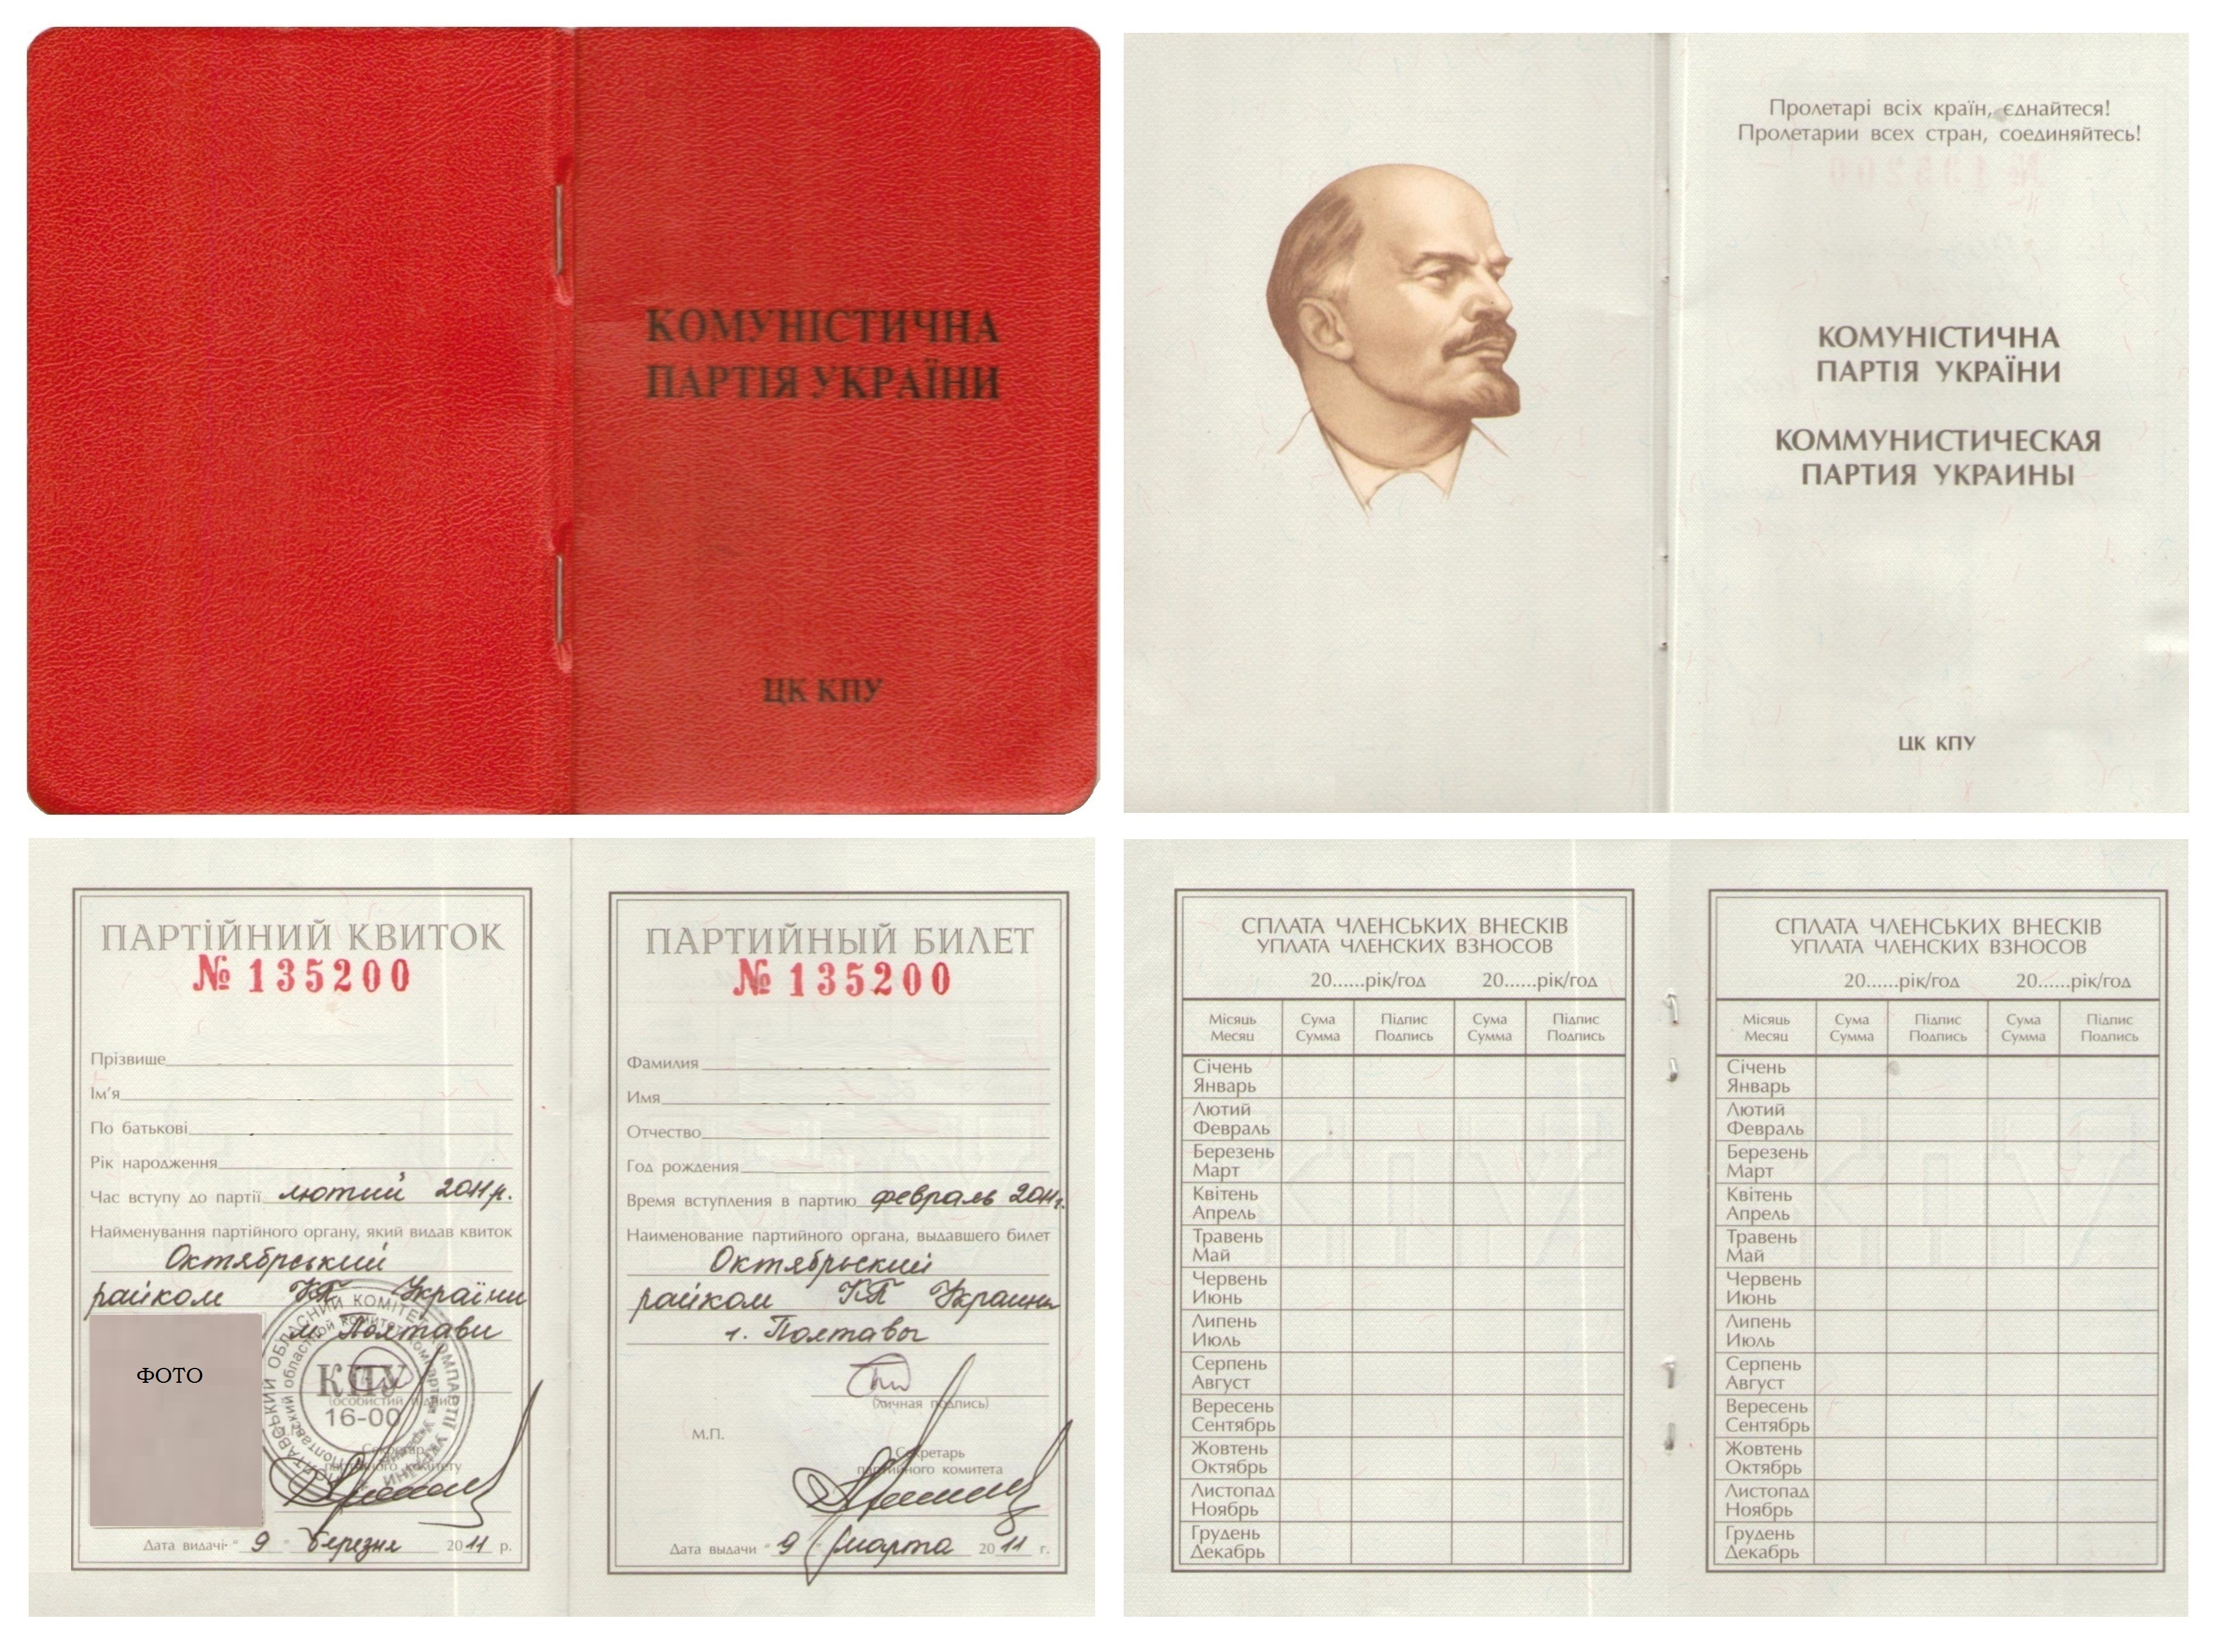 КОМУНІСТИЧНА
ПАРТІЯ УКРАЇНИ
ЦК КПУ
Пролетарі всіх країн, єднайтеся!
Пролетарии всех стран, соединяйтесь!
КОМУНІСТИЧНА
ПАРТІЯ УКРАЇНИ
КОММУНИСТИЧЕСКАЯ
ПАРТИЯ УКРАИНЫ
ЦК КПУ
ПАРТІЙНИЙ КВИТОК
№ 135200
Прізвище
Ім'я
По батькові
Рік народження
Час вступу до партії лютий 2011 р.
Найменування партійного органу, який видав квиток
Октябрський
райком КП України
м. Полтави
ФОТО
КПУ
16-00
(особистий підпис)
Секретар
партійного комітету
Дата видачі " 9 " березня 2011 р.
ПАРТИЙНЫЙ БИЛЕТ
№ 135200
Фамилия
Имя
Отчество
Год рождения
Время вступления в партию февраль 2011 г.
Наименование партийного органа, выдавшего билет
Октябрьский
райком КП Украины
г. Полтавы
(личная подпись)
М.П.
Секретарь
партийного комитета
Дата выдачи " 9 " марта 2011 г.
СПЛАТА ЧЛЕНСЬКИХ ВНЕСКІВ
УПЛАТА ЧЛЕНСКИХ ВЗНОСОВ
20......рік/год 20......рік/год
Місяць Сума Підпис Сума Підпис
Месяц Сумма Подпись Сумма Подпись
Січень
Январь
Лютий
Февраль
Березень
Март
Квітень
Апрель
Травень
Май
Червень
Июнь
Липень
Июль
Серпень
Август
Вересень
Сентябрь
Жовтень
Октябрь
Листопад
Ноябрь
Грудень
Декабрь
СПЛАТА ЧЛЕНСЬКИХ ВНЕСКІВ
УПЛАТА ЧЛЕНСКИХ ВЗНОСОВ
20......рік/год 20......рік/год
Місяць Сума Підпис Сума Підпис
Месяц Сумма Подпись Сумма Подпись
Січень
Январь
Лютий
Февраль
Березень
Март
Квітень
Апрель
Травень
Май
Червень
Июнь
Липень
Июль
Серпень
Август
Вересень
Сентябрь
Жовтень
Октябрь
Листопад
Ноябрь
Грудень
Декабрь